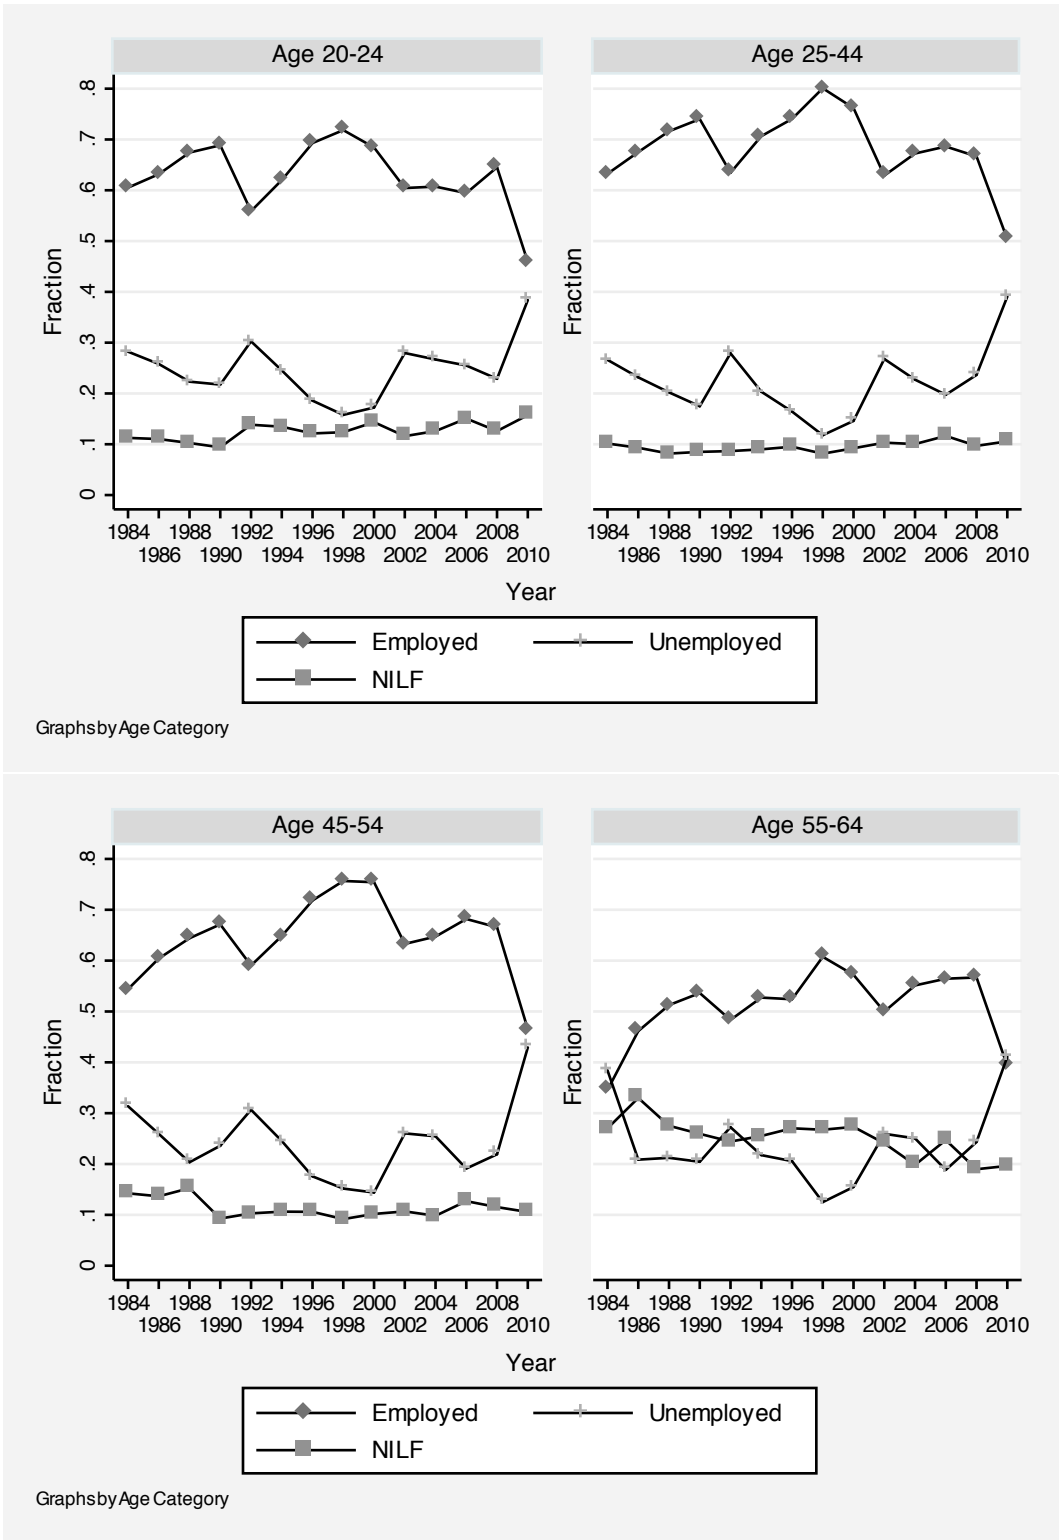 Age 20-24 Age 25-44
Fraction
.8
.7
.6
.5
.4
.3
.2
.1
0
Fraction
1984 1988 1992 1996 2000 2004 2008 1984 1988 1992 1996 2000 2004 2008
1986 1990 1994 1998 2002 2006 2010 1986 1990 1994 1998 2002 2006 2010
Year
Employed Unemployed
NILF
Graphs by Age Category
Age 45-54 Age 55-64
Fraction
.8
.7
.6
.5
.4
.3
.2
.1
0
Fraction
1984 1988 1992 1996 2000 2004 2008 1984 1988 1992 1996 2000 2004 2008
1986 1990 1994 1998 2002 2006 2010 1986 1990 1994 1998 2002 2006 2010
Year
Employed Unemployed
NILF
Graphs by Age Category